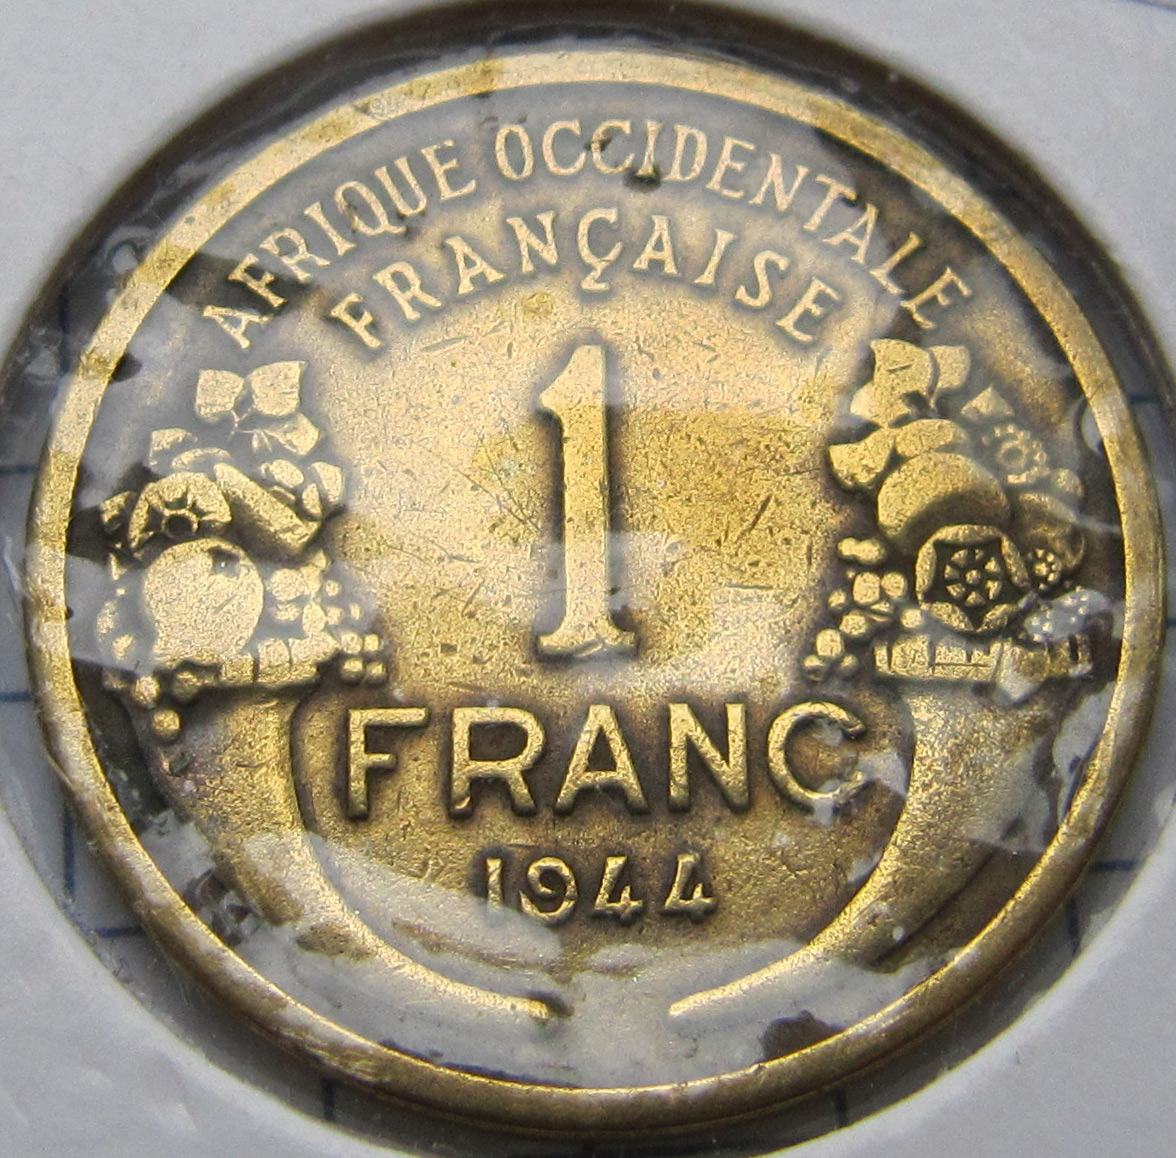 AFRIQUE OCCIDENTALE
FRANÇAISE
1
FRANC
1944